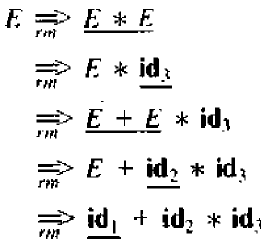 E ⇒rm E * E
⇒rm E * id₃
⇒rm E + E * id₃
⇒rm E + id₂ * id₃
⇒rm id₁ + id₂ * id₃